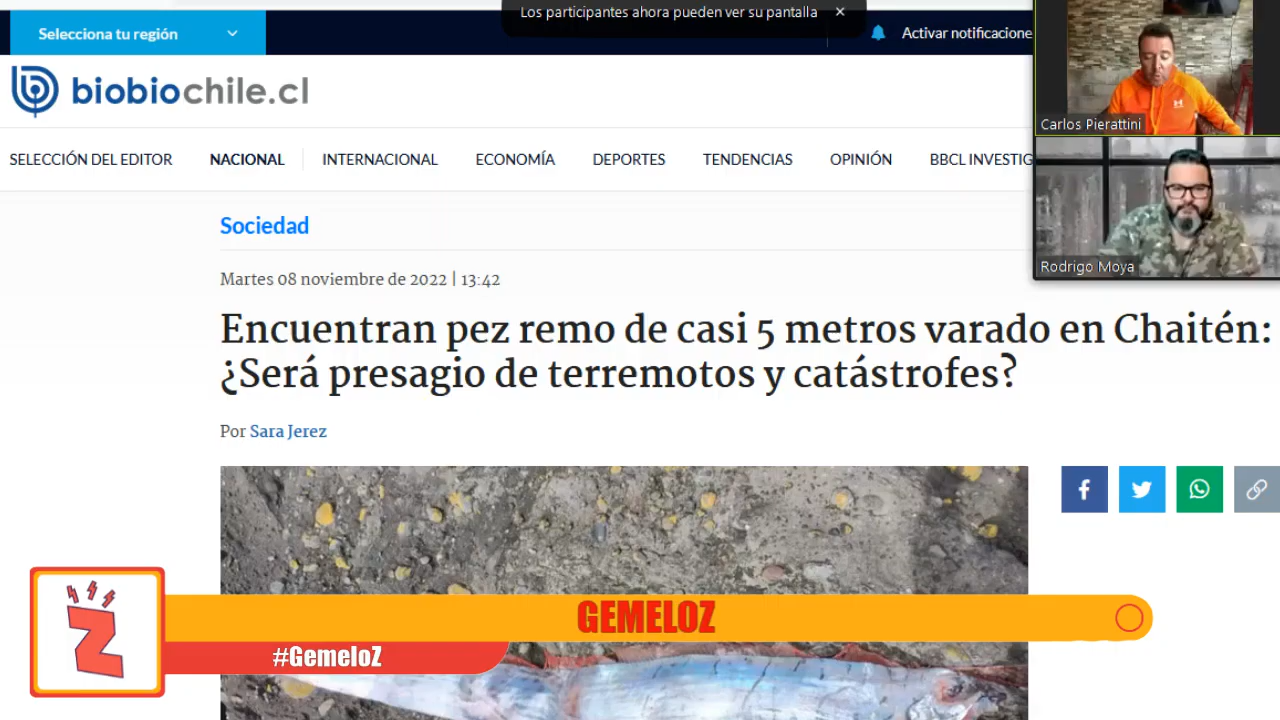 Los participantes ahora pueden ver su pantalla ×
Selecciona tu región
Activar notificacione
biobiochile.cl
SELECCIÓN DEL EDITOR NACIONAL INTERNACIONAL ECONOMÍA DEPORTES TENDENCIAS OPINIÓN BBCL INVESTIG
Carlos Pierattini
Rodrigo Moya
Sociedad
Martes 08 noviembre de 2022 | 13:42
Encuentran pez remo de casi 5 metros varado en Chaitén:
¿Será presagio de terremotos y catástrofes?
Por Sara Jerez
GEMELOZ
#GemeloZ
Z